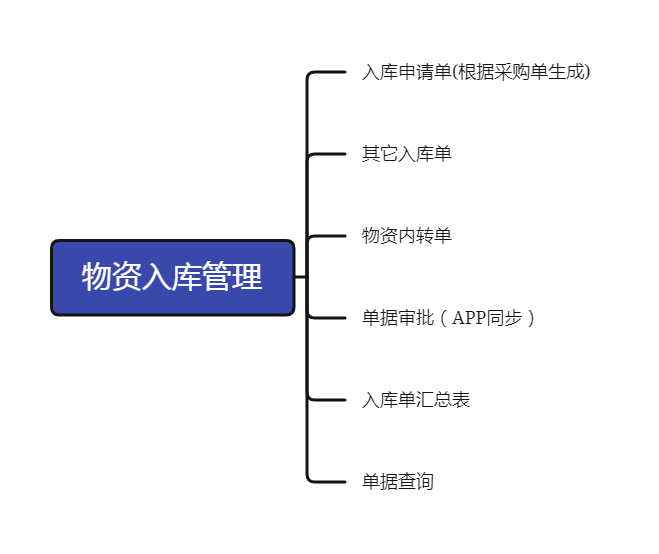 入库申请单(根据采购单生成)
其它入库单
物资内转单
物资入库管理
单据审批（APP同步）
入库单汇总表
单据查询